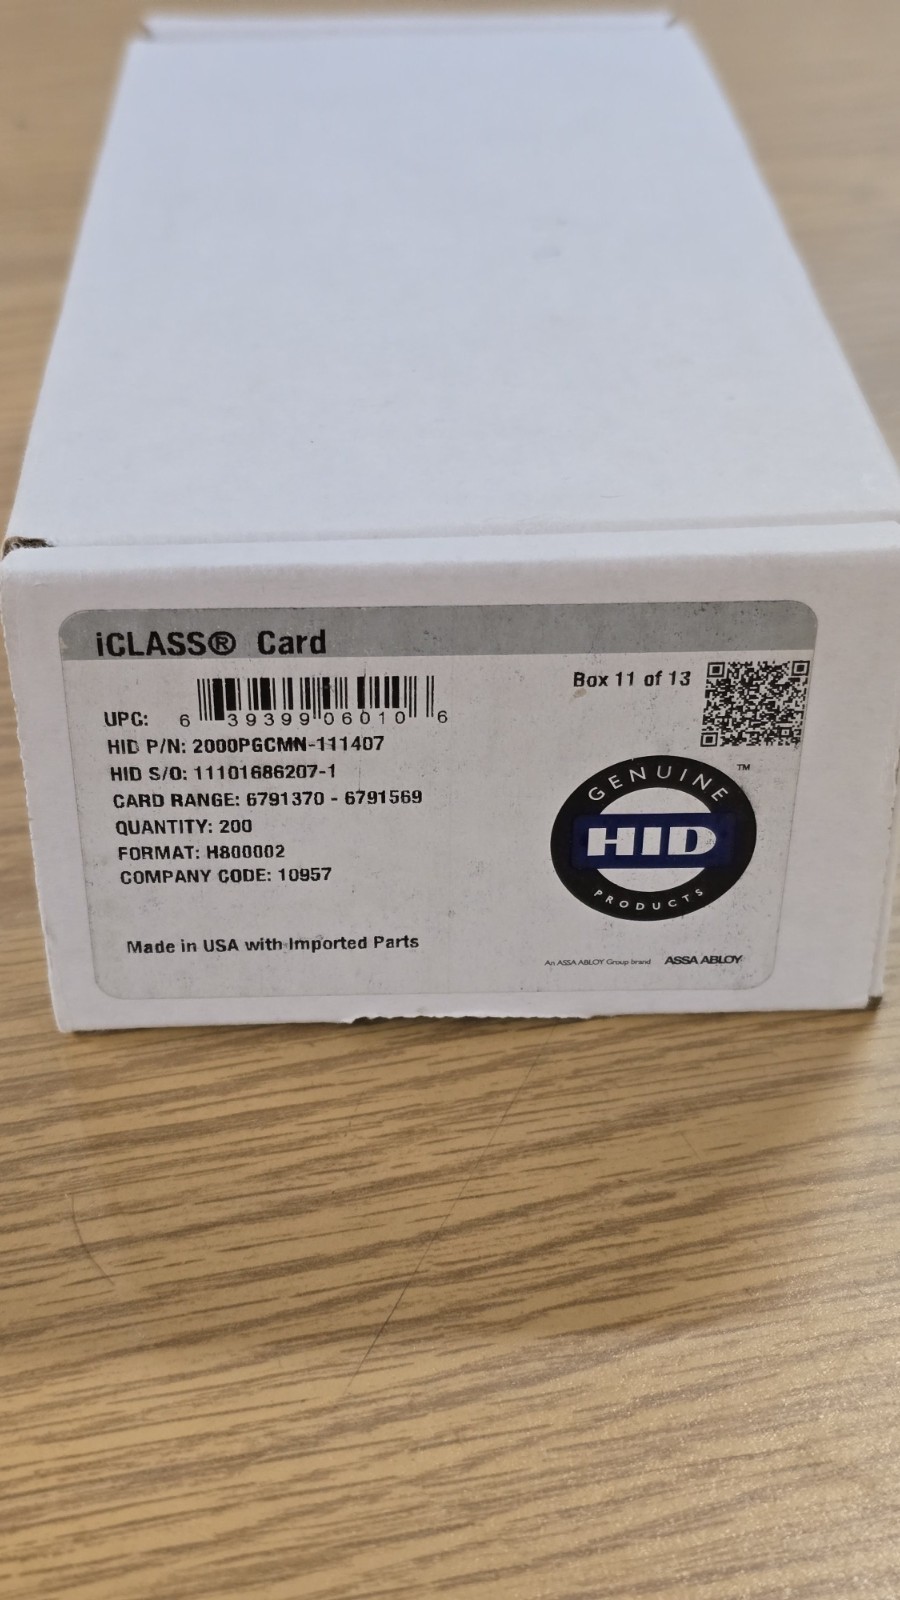 iCLASS® Card
Box 11 of 13
UPC: 6 39399 06010 6
HID P/N: 2000PGCMN-111407
HID S/O: 11101686207-1
CARD RANGE: 6791370 - 6791569
QUANTITY: 200
FORMAT: H800002
COMPANY CODE: 10957
GENUINE ™
HID
PRODUCTS
Made in USA with Imported Parts
An ASSA ABLOY Group brand ASSA ABLOY